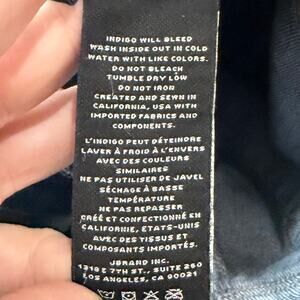 INDIGO WILL BLEED
WASH INSIDE OUT IN COLD
WATER WITH LIKE COLORS.
DO NOT BLEACH
TUMBLE DRY LOW
DO NOT IRON
CREATED AND SEWN IN
CALIFORNIA, USA WITH
IMPORTED FABRICS AND
COMPONENTS.
L'INDIGO PEUT DÉTEINDRE
LAVER À FROID À L'ENVERS
AVEC DES COULEURS
SIMILAIRES
NE PAS UTILISER DE JAVEL
SÉCHAGE À BASSE
TEMPÉRATURE
NE PAS REPASSER
CRÉÉ ET CONFECTIONNÉ EN
CALIFORNIE, ÉTATS-UNIS
AVEC DES TISSUS ET
COMPOSANTS IMPORTÉS.
JBRAND INC.
1318 E 7TH ST., SUITE 260
LOS ANGELES, CA 90021